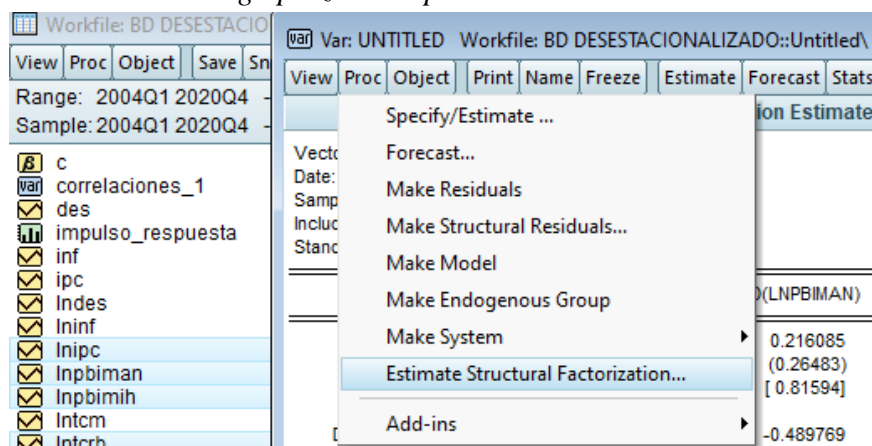 Workfile: BD DESESTACIO
View Proc Object Save Sn
Range: 2004Q1 2020Q4 -
Sample: 2004Q1 2020Q4 -
c
correlaciones_1
des
impulso_respuesta
inf
ipc
lndes
lninf
lnipc
lnpbiman
lnpbimih
lntcm
lntcrb
Var: UNTITLED Workfile: BD DESESTACIONALIZADO::Untitled\
View Proc Object Print Name Freeze Estimate Forecast Stats
ion Estimate
Vecto
Date:
Samp
Includ
Stand
Specify/Estimate ...
Forecast...
Make Residuals
Make Structural Residuals...
Make Model
Make Endogenous Group
Make System
Estimate Structural Factorization...
Add-ins
D(LNPBIMAN)
0.216085
(0.26483)
[ 0.81594]
-0.489769